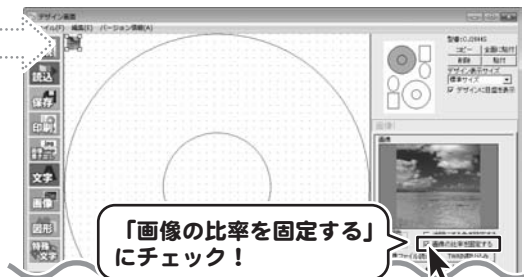 デザイン画面
ファイル(F) 編集(E) バージョン情報(A)
読込
保存
印刷
文字
画像
図形
特殊
文字
コピー 全面に貼付
削除 貼付
デザイン表示サイズ
標準サイズ
デザインに目盛を表示
画像
画像の比率を固定する
「画像の比率を固定する」
にチェック!